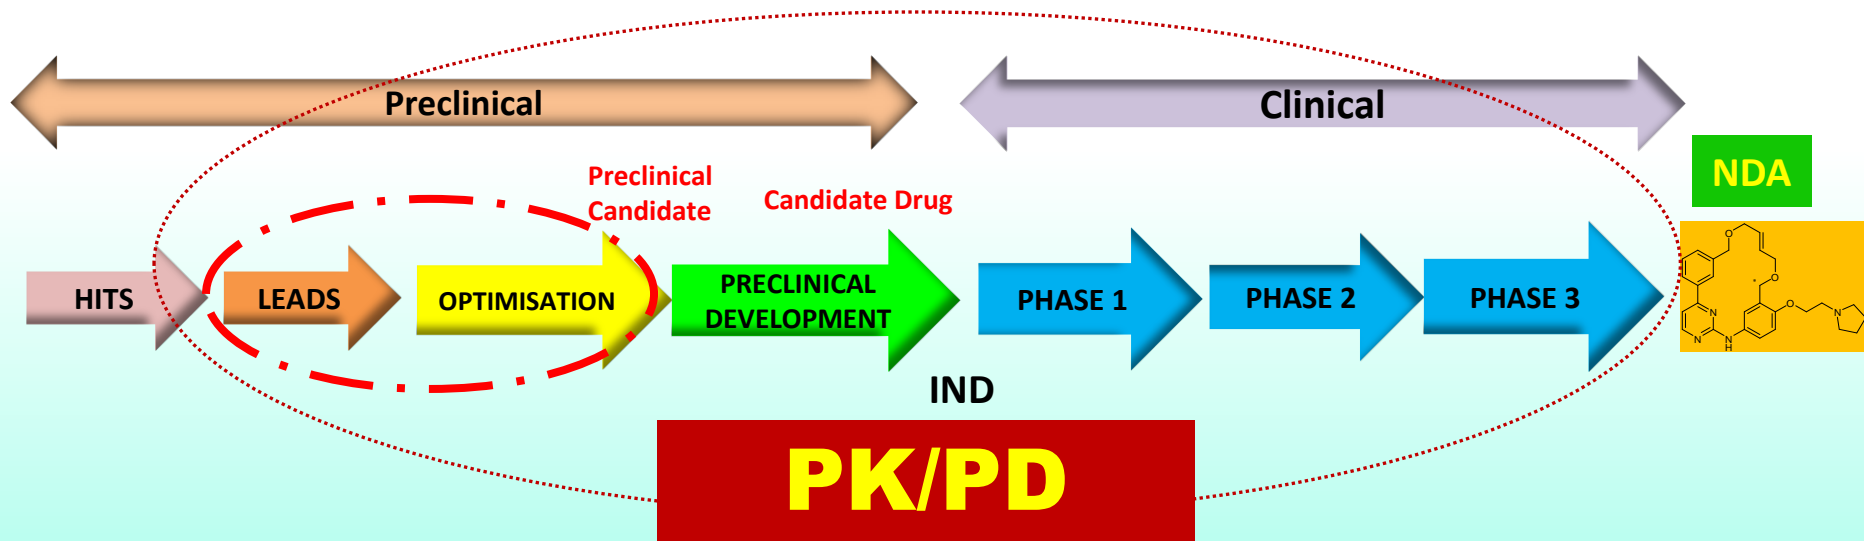 Preclinical
Clinical
NDA
Preclinical
Candidate
Candidate Drug
HITS
LEADS
OPTIMISATION
PRECLINICAL
DEVELOPMENT
PHASE 1
PHASE 2
PHASE 3
O
O
*
O
N
N
N
H
N
IND
PK/PD